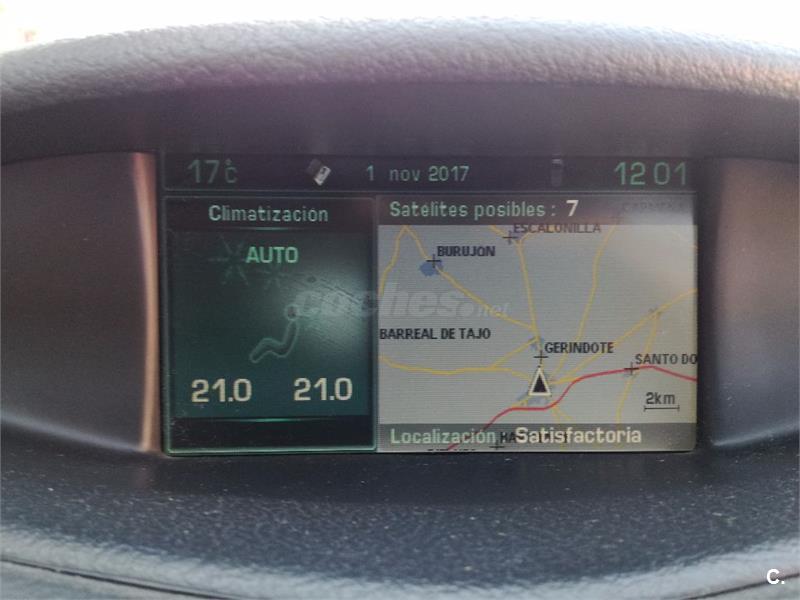 17°C 1 nov 2017 12:01
Climatización
AUTO
21.0 21.0
Satélites posibles : 7
ESCALONILLA
BURUJON
BARREAL DE TAJO
GERINDOTE
SANTO DO
2km
Localización Satisfactoria
coches.net
C.